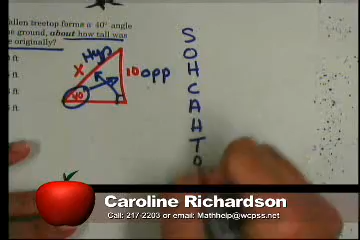 allen treetop forms a 40° angle
e ground, about how tall was
e originally?
ft
ft
ft
ft
Hyp
X
10 opp
40
S
O
H
C
A
H
T
O
Caroline Richardson
Call: 217-2203 or email: Mathhelp@wcpss.net